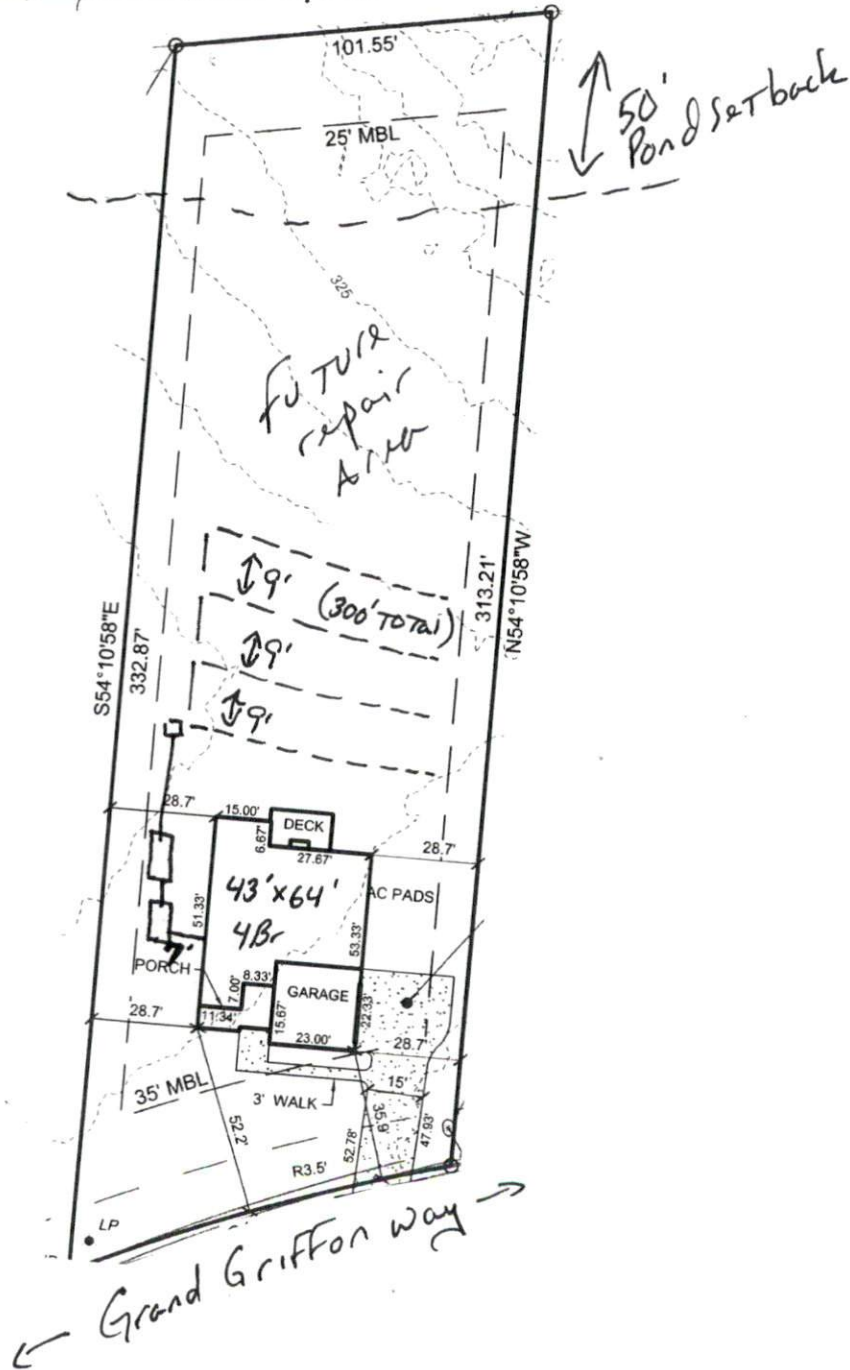 101.55'
50'
Pond Setback
25' MBL
325
Future
repair
Area
9' (300' Total)
9'
9'
S54°10'58"E
332.87'
313.21'
N54°10'58"W
28.7'
15.00'
DECK
6.67'
27.67'
28.7'
43' x 64'
4Br
AC PADS
51.33'
53.33'
7'
PORCH
7.00'
8.33'
GARAGE
11.34'
15.67'
22.33'
28.7'
23.00'
28.7'
35' MBL
3' WALK
15'
52.2'
52.78'
35.9'
47.93'
R3.5'
LP
Grand Griffon Way